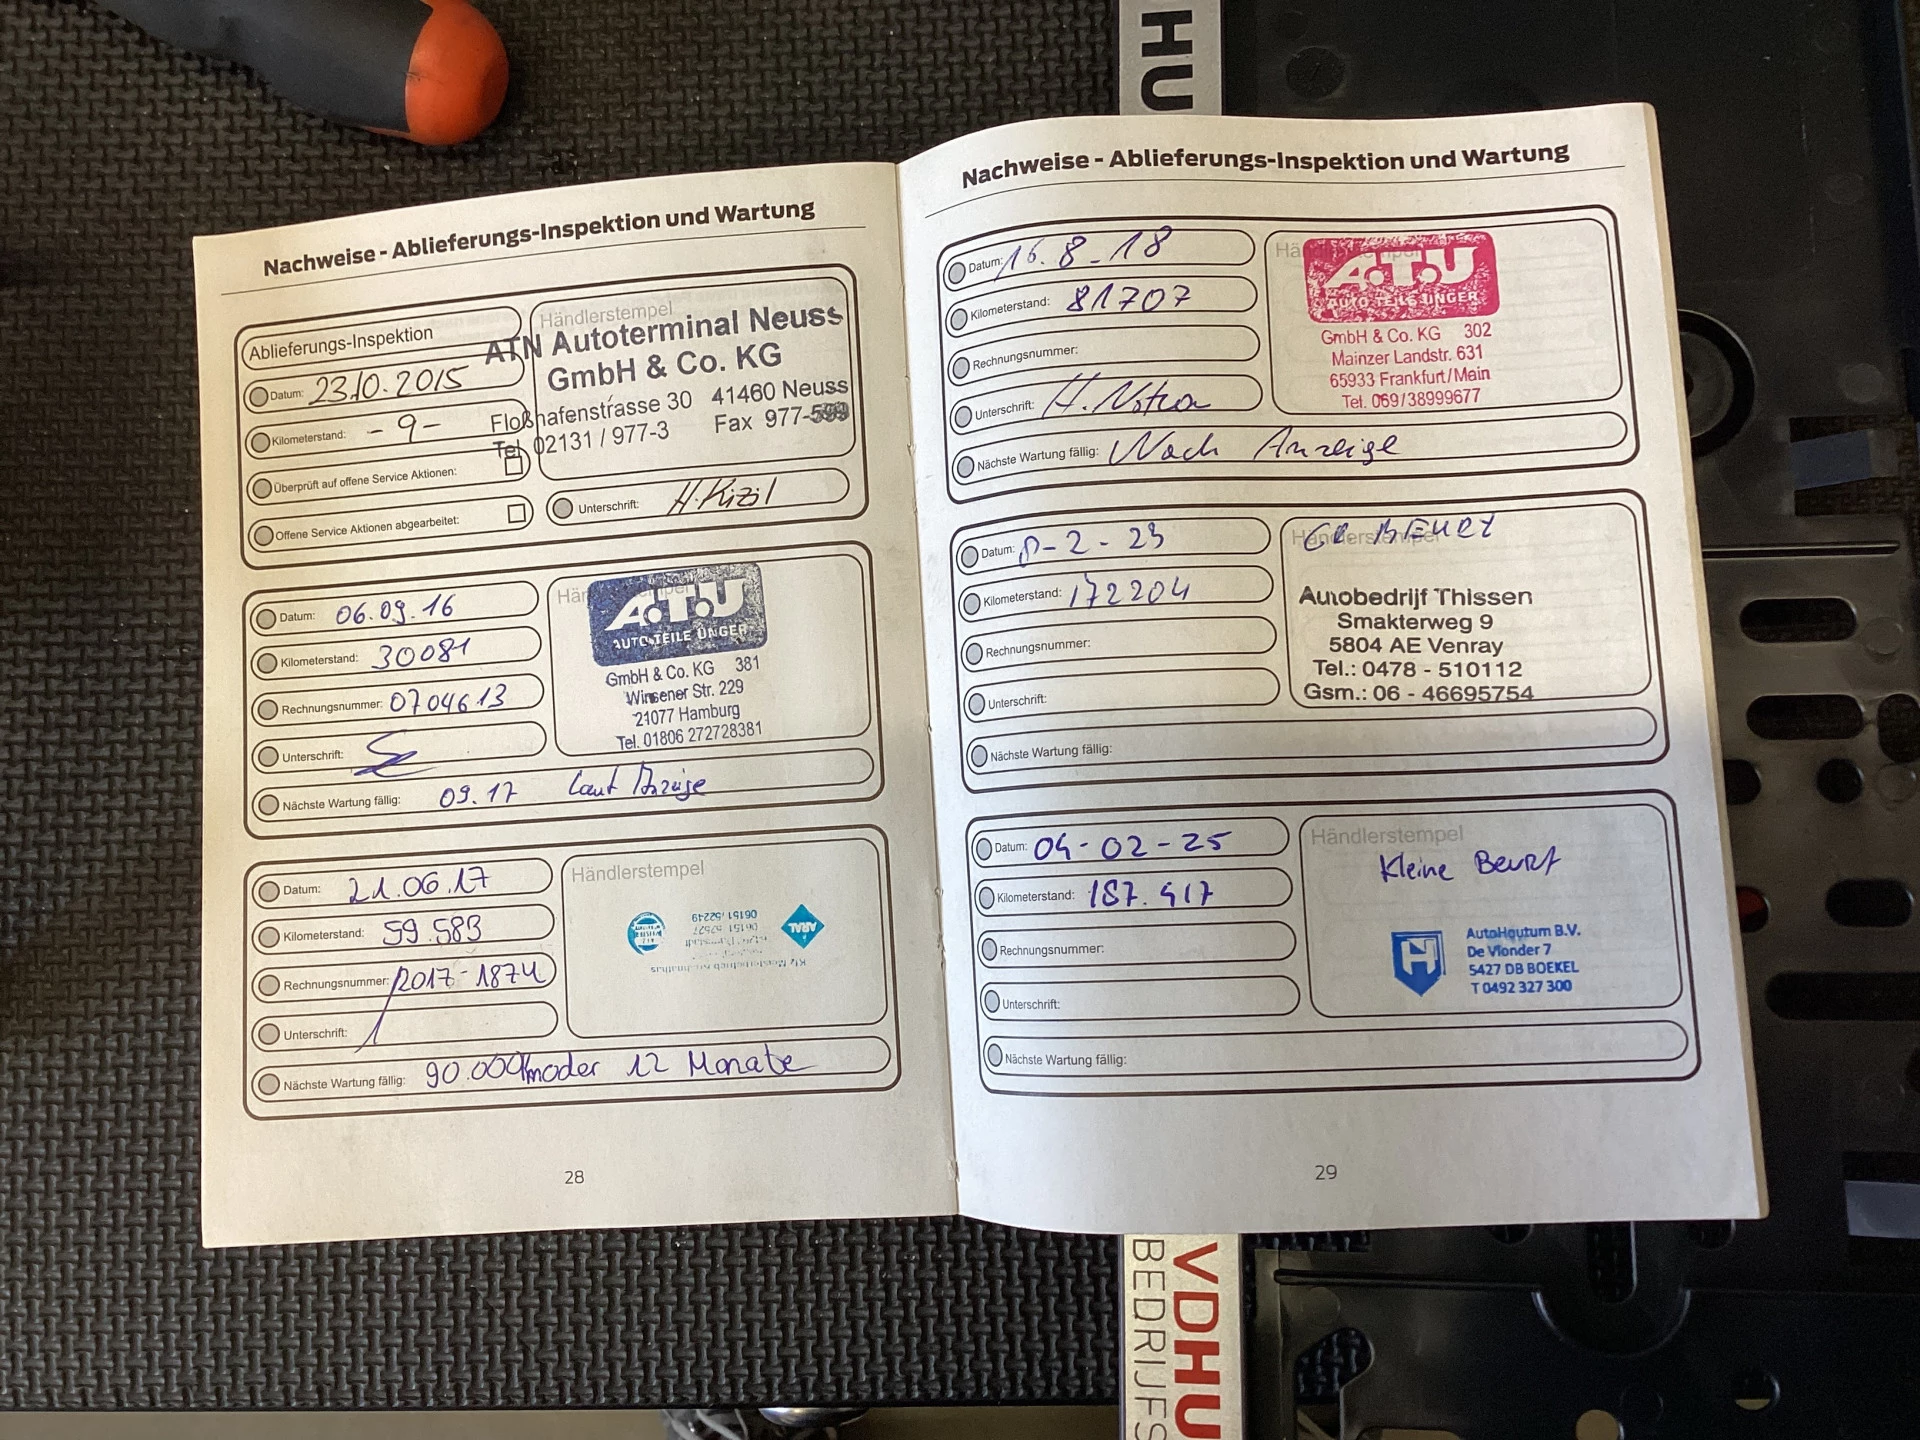 HU
Nachweise - Ablieferungs-Inspektion und Wartung
Ablieferungs-Inspektion
Datum: 23.10.2015
Kilometerstand: - 9 -
Überprüft auf offene Service Aktionen:
Offene Service Aktionen abgearbeitet:
Händlerstempel
ATN Autoterminal Neuss
GmbH & Co. KG
Floßhafenstrasse 30 41460 Neuss
Tel 02131 / 977-3 Fax 977-599
Unterschrift: H.Kizil
Datum: 06.09.16
Kilometerstand: 30081
Rechnungsnummer: 0704613
Unterschrift:
Nächste Wartung fällig: 09.17 laut Anzeige
A.T.U
AUTO-TEILE UNGER
GmbH & Co. KG 381
Winsener Str. 229
21077 Hamburg
Tel. 01806 272728381
Datum: 21.06.17
Kilometerstand: 59.583
Rechnungsnummer: 2017-1874
Unterschrift:
Nächste Wartung fällig: 90.000km oder 12 Monate
Händlerstempel
ARAL
06151 52527
06151 52249
28
Nachweise - Ablieferungs-Inspektion und Wartung
Datum: 16.8-18
Kilometerstand: 81707
Rechnungsnummer:
Unterschrift:
Nächste Wartung fällig: Nach Anzeige
A.T.U
AUTO-TEILE UNGER
GmbH & Co. KG 302
Mainzer Landstr. 631
65933 Frankfurt/Main
Tel. 069/38999677
Datum: 8-2-23
Kilometerstand: 172204
Rechnungsnummer:
Unterschrift:
Nächste Wartung fällig:
Händlerstempel
GR BEURT
Autobedrijf Thissen
Smakterweg 9
5804 AE Venray
Tel.: 0478 - 510112
Gsm.: 06 - 46695754
Datum: 04-02-25
Kilometerstand: 187.417
Rechnungsnummer:
Unterschrift:
Nächste Wartung fällig:
Händlerstempel
Kleine Beurt
AutoHoutum B.V.
De Vlonder 7
5427 DB BOEKEL
T 0492 327 300
29
VDHU
BEDRIJFS